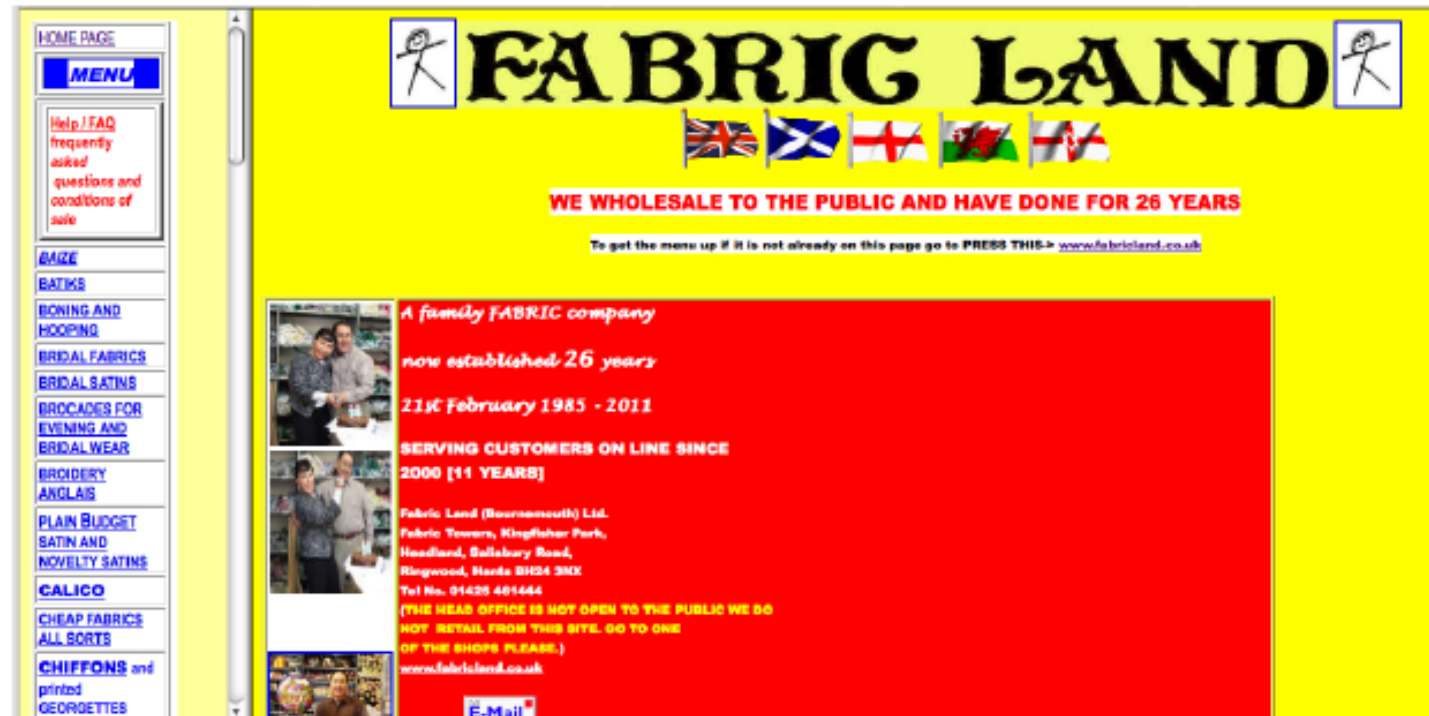 HOME PAGE
MENU
Help / FAQ
frequently
asked
questions and
conditions of
sale
BAIZE
BATIKS
BONING AND
HOOPING
BRIDAL FABRICS
BRIDAL SATINS
BROCADES FOR
EVENING AND
BRIDAL WEAR
BROIDERY
ANGLAIS
PLAIN BUDGET
SATIN AND
NOVELTY SATINS
CALICO
CHEAP FABRICS
ALL SORTS
CHIFFONS and
printed
GEORGETTES
FABRIC LAND
WE WHOLESALE TO THE PUBLIC AND HAVE DONE FOR 26 YEARS
To get the menu up if it is not already on this page go to PRESS THIS-> www.fabricland.co.uk
A family FABRIC company
now established 26 years
21st February 1985 - 2011
SERVING CUSTOMERS ON LINE SINCE
2000 [11 YEARS]
Fabric Land (Bournemouth) Ltd.
Fabric Towers, Kingfisher Park,
Headland, Salisbury Road,
Ringwood, Hants BH24 3NX
Tel No. 01425 461444
(THE HEAD OFFICE IS NOT OPEN TO THE PUBLIC WE DO
NOT RETAIL FROM THIS SITE. GO TO ONE
OF THE SHOPS PLEASE.)
www.fabricland.co.uk
E-Mail